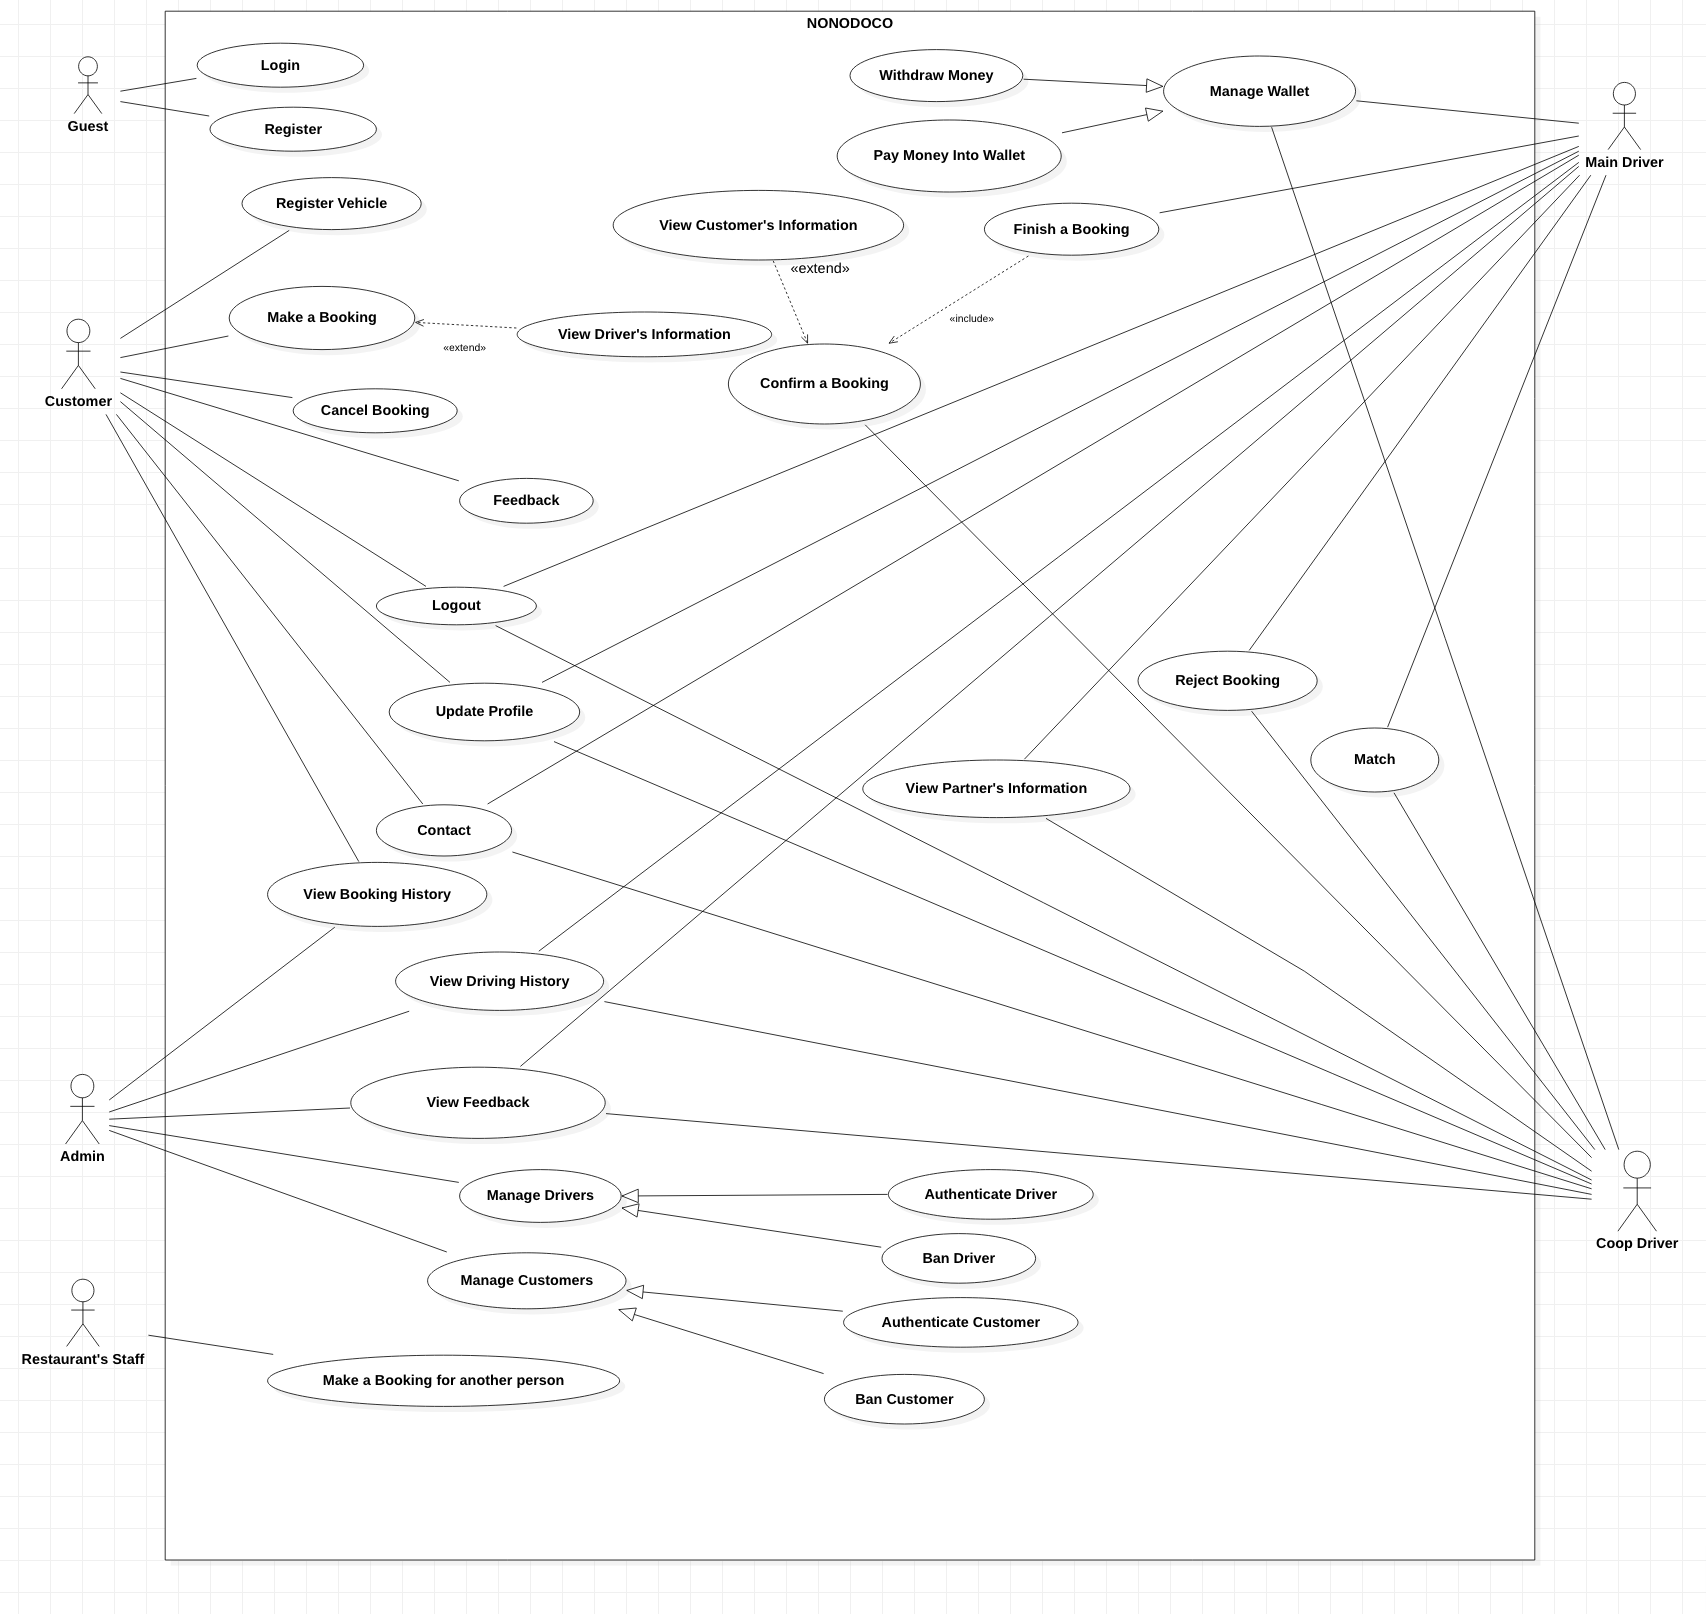 NONODOCO
Login
Withdraw Money
Manage Wallet
Guest
Register
Pay Money Into Wallet
Main Driver
Register Vehicle
View Customer's Information
Finish a Booking
«extend»
Make a Booking
«include»
View Driver's Information
«extend»
Confirm a Booking
Customer
Cancel Booking
Feedback
Logout
Reject Booking
Update Profile
Match
View Partner's Information
Contact
View Booking History
View Driving History
View Feedback
Admin
Manage Drivers
Authenticate Driver
Coop Driver
Ban Driver
Manage Customers
Authenticate Customer
Restaurant's Staff
Make a Booking for another person
Ban Customer